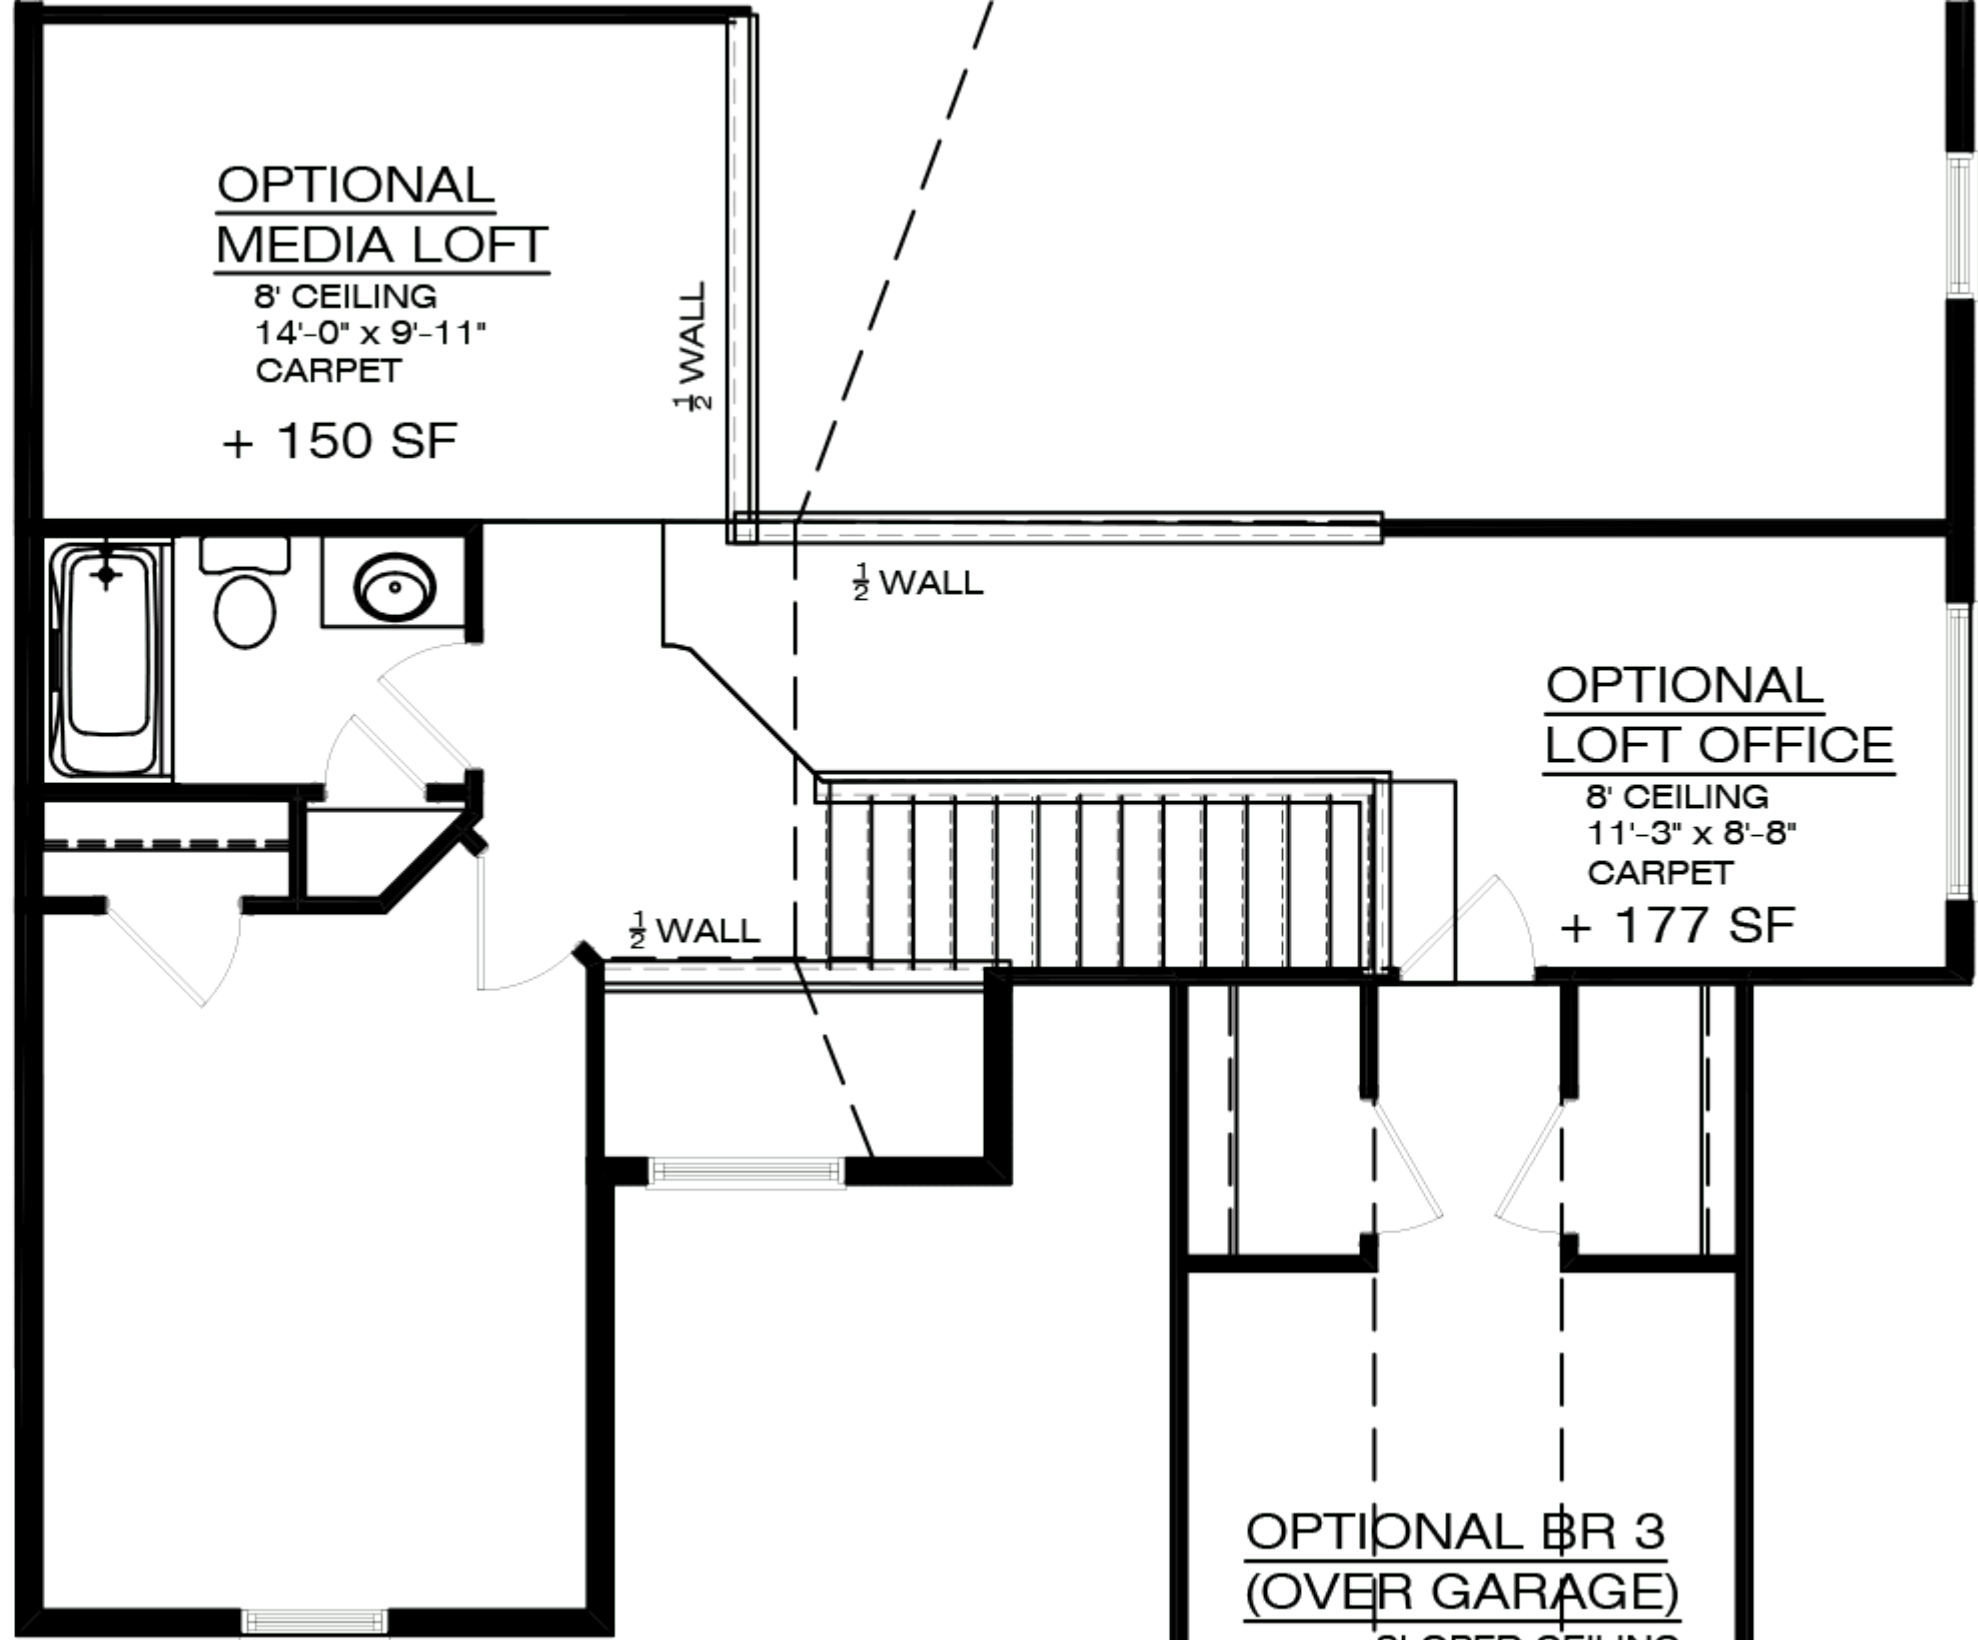 OPTIONAL
MEDIA LOFT
8' CEILING
14'-0" x 9'-11"
CARPET
+ 150 SF
½ WALL
½ WALL
OPTIONAL
LOFT OFFICE
8' CEILING
11'-3" x 8'-8"
CARPET
+ 177 SF
½ WALL
OPTIONAL BR 3
(OVER GARAGE)
SLOPED CEILING